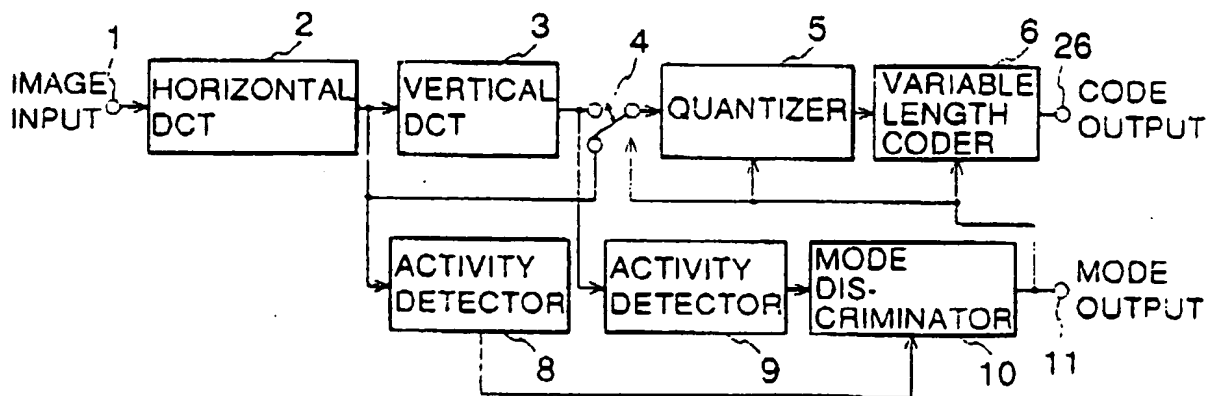 1
2
3
4
5
6
26
IMAGE
INPUT
HORIZONTAL
DCT
VERTICAL
DCT
QUANTIZER
VARIABLE
LENGTH
CODER
CODE
OUTPUT
ACTIVITY
DETECTOR
ACTIVITY
DETECTOR
MODE
DIS-
CRIMINATOR
MODE
OUTPUT
8
9
10
11